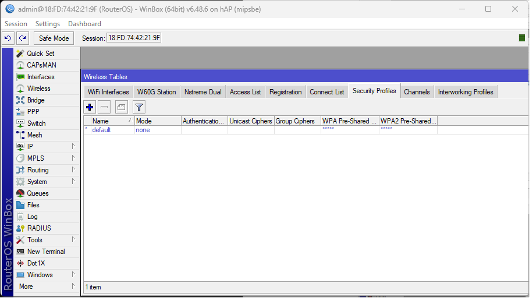 admin@18:FD:74:42:21:9F (RouterOS) - WinBox (64bit) v6.48.6 on hAP (mipsbe)
Session Settings Dashboard
Safe Mode Session: 18:FD:74:42:21:9F
Quick Set
CAPsMAN
Interfaces
Wireless
Bridge
PPP
Switch
Mesh
IP
MPLS
Routing
System
Queues
Files
Log
RADIUS
Tools
New Terminal
Dot1X
Windows
More
RouterOS WinBox
Wireless Tables
WiFi Interfaces W60G Station Nstreme Dual Access List Registration Connect List Security Profiles Channels Interworking Profiles
Name Mode Authenticatio... Unicast Ciphers Group Ciphers WPA Pre-Shared ... WPA2 Pre-Shared...
* default none ***** *****
1 item